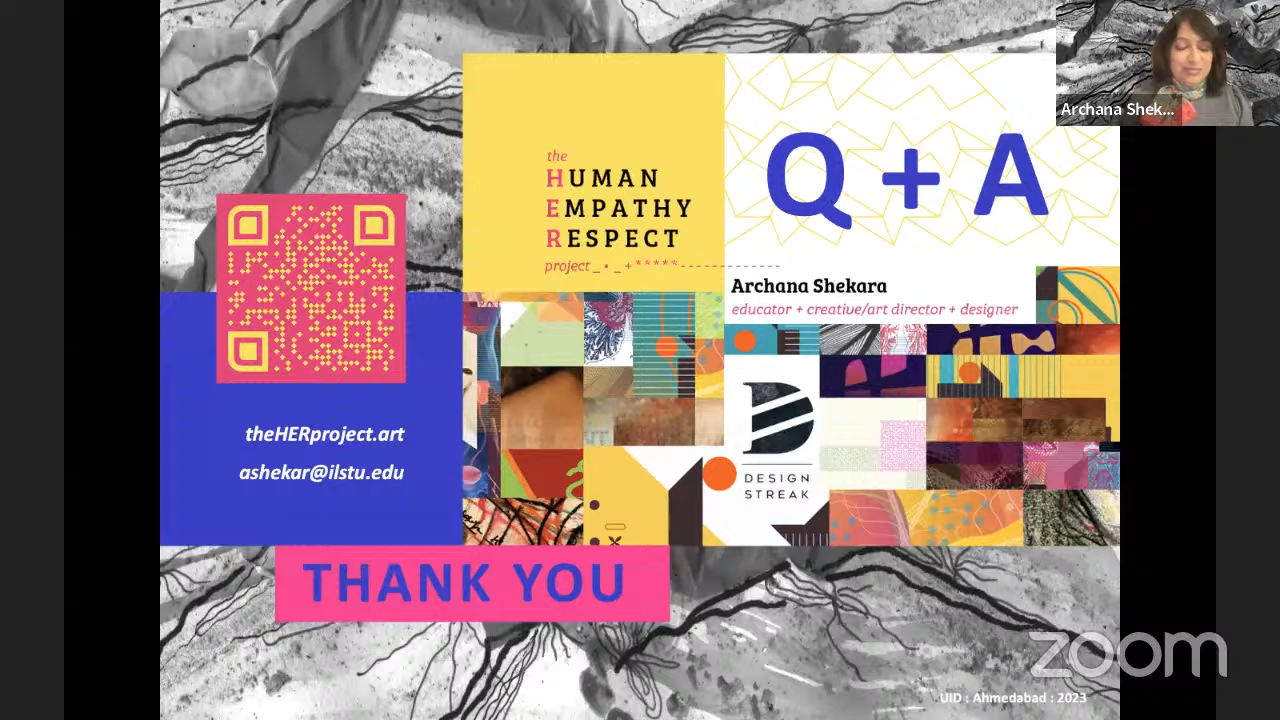 Archana Shek...
the
HUMAN
EMPATHY
RESPECT
project _ • _ + *****- - - - - - - - - - - - -
Q + A
Archana Shekara
educator + creative/art director + designer
theHERproject.art
ashekar@ilstu.edu
DESIGN
STREAK
THANK YOU
zoom
UID : Ahmedabad : 2023